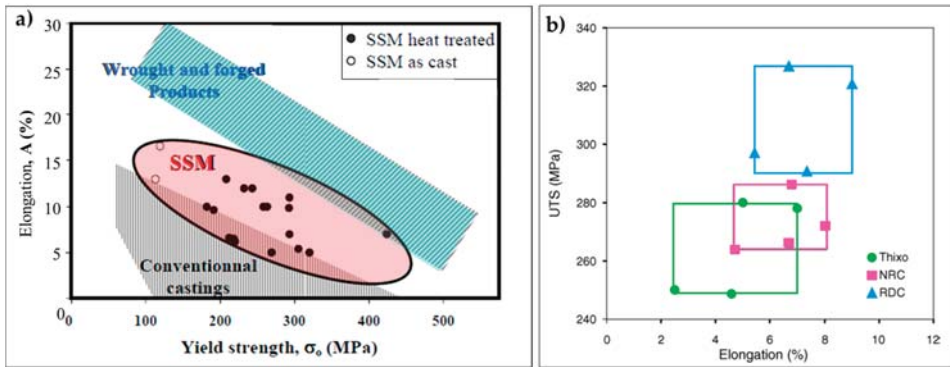 a)
30
25
20
15
10
5
0
Elongation, A (%)
SSM heat treated
SSM as cast
Wrought and forged
Products
SSM
Conventionnal
castings
100
200
300
400
500
Yield strength, σo (MPa)
b)
340
320
300
280
260
240
UTS (MPa)
Thixo
NRC
RDC
0
2
4
6
8
10
12
Elongation (%)